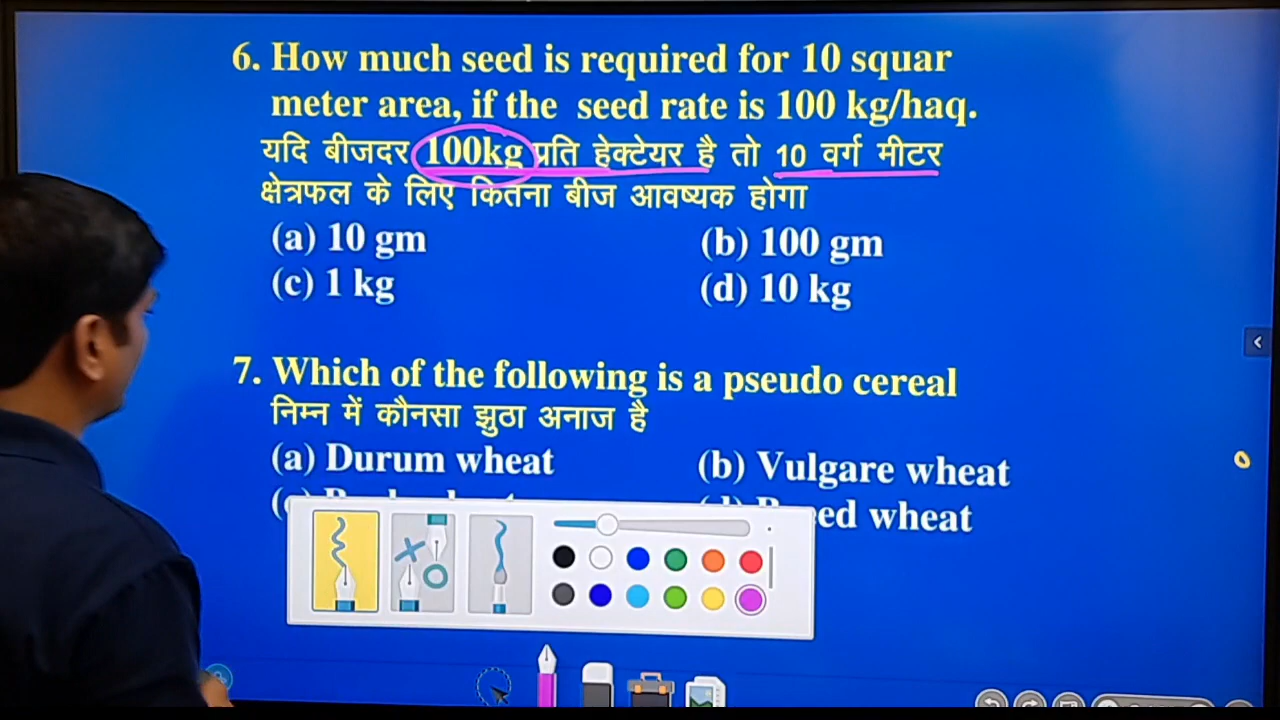 6. How much seed is required for 10 squar
meter area, if the seed rate is 100 kg/haq.
यदि बीजदर 100kg प्रति हेक्टेयर है तो 10 वर्ग मीटर
क्षेत्रफल के लिए कितना बीज आवष्यक होगा
(a) 10 gm (b) 100 gm
(c) 1 kg (d) 10 kg
7. Which of the following is a pseudo cereal
निम्न में कौनसा झुठा अनाज है
(a) Durum wheat (b) Vulgare wheat
wheat